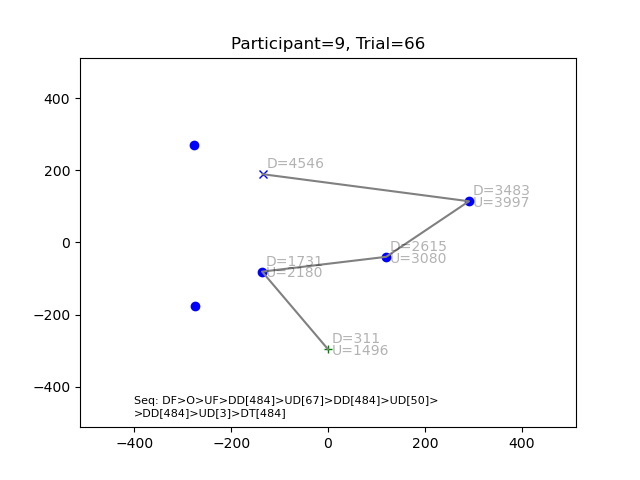 Participant=9, Trial=66
400
200
0
−200
−400
−400
−200
0
200
400
D=4546
D=3483
U=3997
D=2615
U=3080
D=1731
U=2180
D=311
U=1496
Seq: DF>O>UF>DD[484]>UD[67]>DD[484]>UD[50]>
>DD[484]>UD[3]>DT[484]